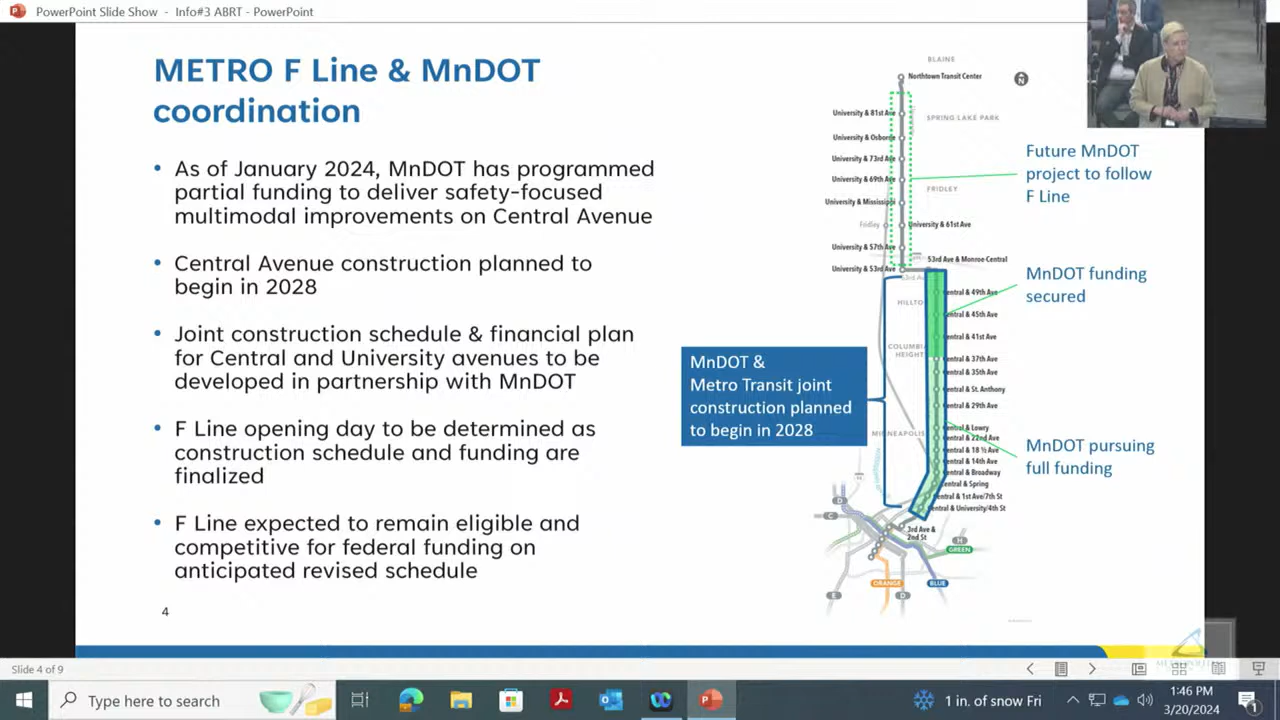 PowerPoint Slide Show - Info#3 ABRT - PowerPoint
METRO F Line & MnDOT
coordination
• As of January 2024, MnDOT has programmed
partial funding to deliver safety-focused
multimodal improvements on Central Avenue
• Central Avenue construction planned to
begin in 2028
• Joint construction schedule & financial plan
for Central and University avenues to be
developed in partnership with MnDOT
• F Line opening day to be determined as
construction schedule and funding are
finalized
• F Line expected to remain eligible and
competitive for federal funding on
anticipated revised schedule
4
MnDOT &
Metro Transit joint
construction planned
to begin in 2028
BLAINE
Northtown Transit Center
N
University & 81st Ave
SPRING LAKE PARK
University & Osborne
University & 73rd Ave
University & 69th Ave
FRIDLEY
University & Mississippi
Fridley
University & 61st Ave
University & 57th Ave
53rd Ave & Monroe Central
University & 53rd Ave
Central & 49th Ave
Central & 45th Ave
Central & 41st Ave
COLUMBIA
HEIGHTS
Central & 37th Ave
Central & 35th Ave
Central & St. Anthony
Central & 29th Ave
Central & Lowry
MINNEAPOLIS
Central & 22nd Ave
Central & 18 ½ Ave
Central & 14th Ave
Central & Broadway
Central & Spring
Central & 1st Ave/7th St
Central & University/4th St
3rd Ave &
2nd St
D
C
H
GREEN
ORANGE
BLUE
E
D
Future MnDOT
project to follow
F Line
MnDOT funding
secured
MnDOT pursuing
full funding
Slide 4 of 9
Type here to search
1 in. of snow Fri
1:46 PM
3/20/2024
1